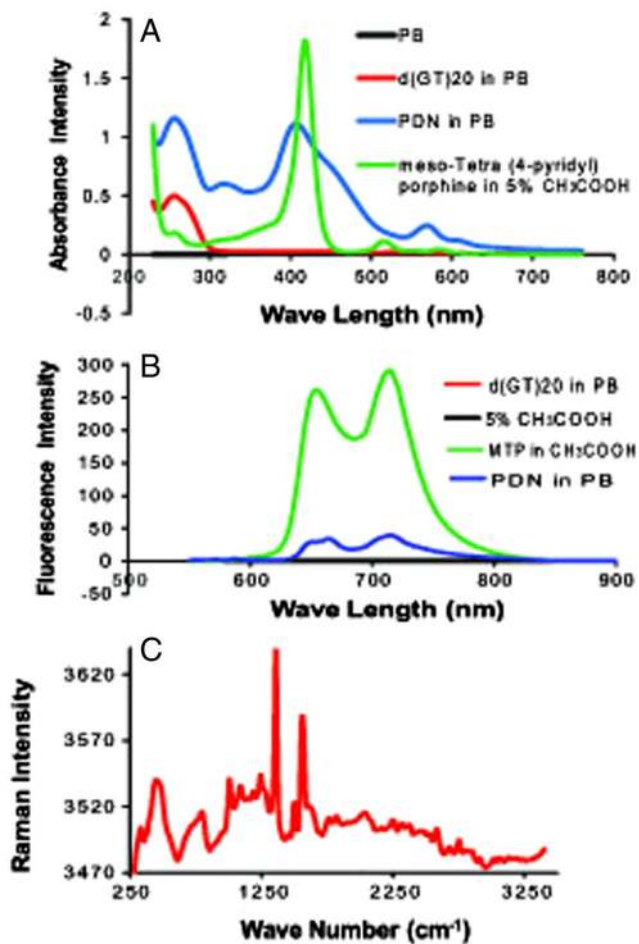 A
2
1.5
1
0.5
0
-0.5
200 300 400 500 600 700 800
Absorbance Intensity
Wave Length (nm)
PB
d(GT)20 in PB
PDN in PB
meso-Tetra (4-pyridyl)
porphine in 5% CH₃COOH
B
300
250
200
150
100
50
0
-50
500 600 700 800 900
Fluorescence Intensity
Wave Length (nm)
d(GT)20 in PB
5% CH₃COOH
MTP in CH₃COOH
PDN in PB
C
3620
3570
3520
3470
250 1250 2250 3250
Raman Intensity
Wave Number (cm⁻¹)